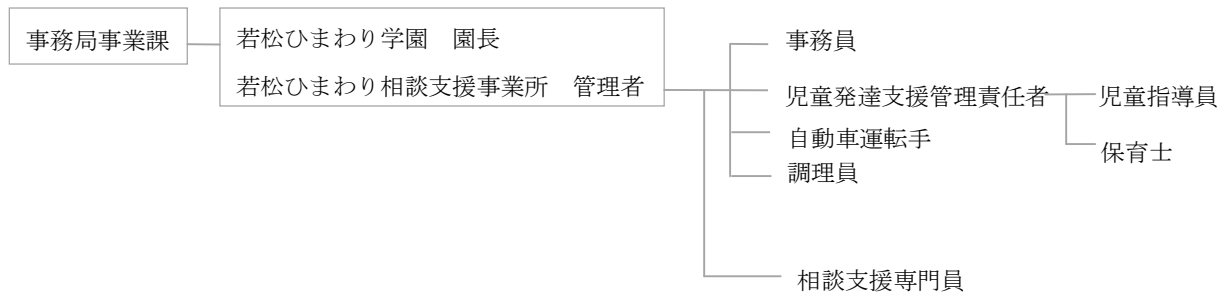 事務局事業課
若松ひまわり学園　園長
若松ひまわり相談支援事業所　管理者
事務員
児童発達支援管理責任者
児童指導員
保育士
自動車運転手
調理員
相談支援専門員